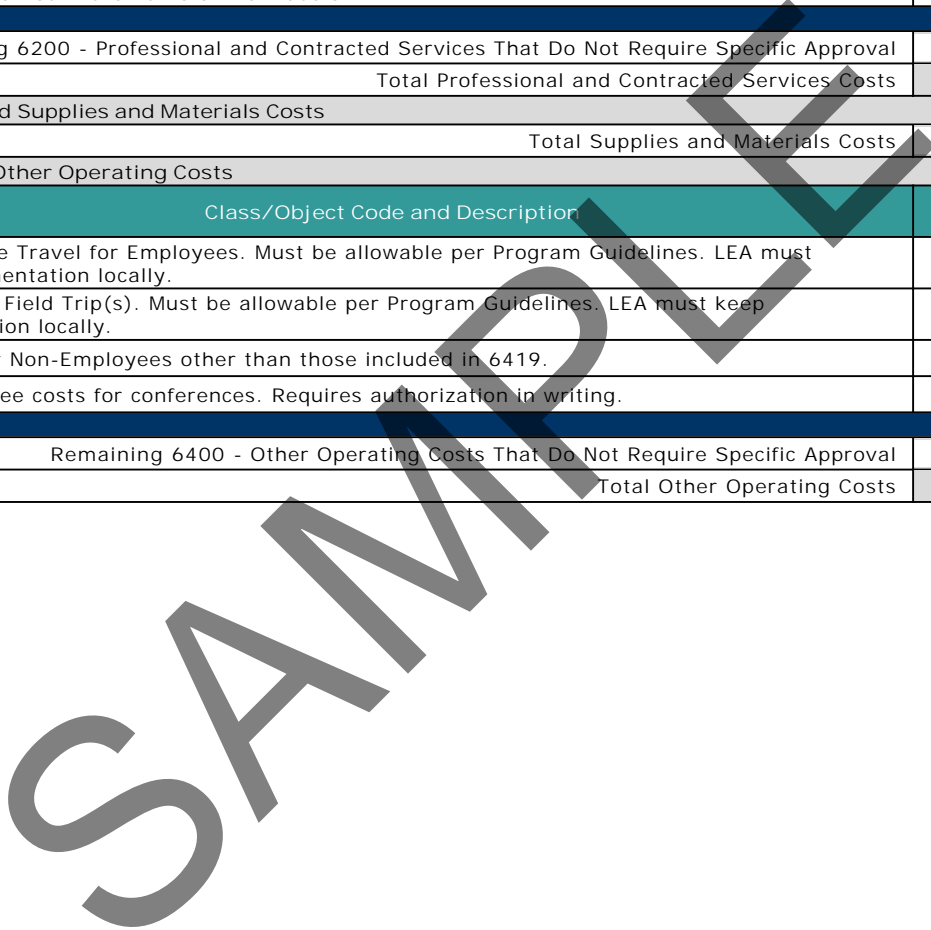 g 6200 - Professional and Contracted Services That Do Not Require Specific Approval
Total Professional and Contracted Services Costs
d Supplies and Materials Costs
Total Supplies and Materials Costs
Other Operating Costs
Class/Object Code and Description
e Travel for Employees. Must be allowable per Program Guidelines. LEA must
nentation locally.
Field Trip(s). Must be allowable per Program Guidelines. LEA must keep
ion locally.
r Non-Employees other than those included in 6419.
ee costs for conferences. Requires authorization in writing.
Remaining 6400 - Other Operating Costs That Do Not Require Specific Approval
Total Other Operating Costs
SAMPLE